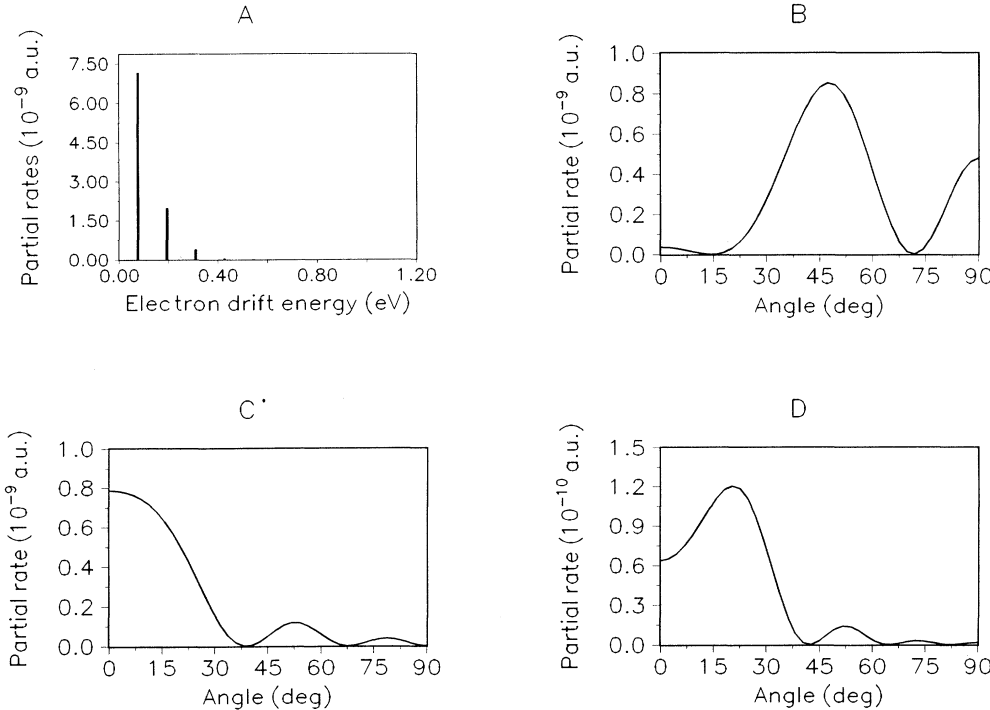 A
Partial rates (10⁻⁹ a.u.)
7.50
6.00
4.50
3.00
1.50
0.00
0.00 0.40 0.80 1.20
Electron drift energy (eV)
B
Partial rate (10⁻⁹ a.u.)
1.0
0.8
0.6
0.4
0.2
0.0
0 15 30 45 60 75 90
Angle (deg)
C
Partial rate (10⁻⁹ a.u.)
1.0
0.8
0.6
0.4
0.2
0.0
0 15 30 45 60 75 90
Angle (deg)
D
Partial rate (10⁻¹⁰ a.u.)
1.5
1.2
0.9
0.6
0.3
0.0
0 15 30 45 60 75 90
Angle (deg)